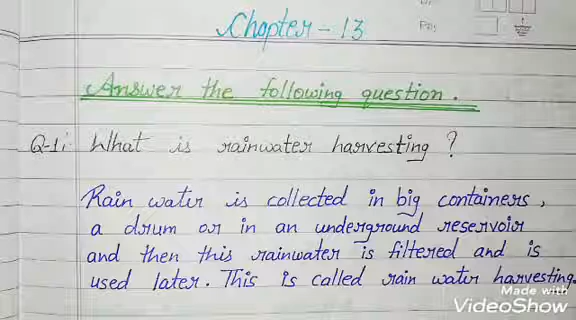 Chapter - 13
Answer the following question.
Q-1: What is rainwater harvesting?
Rain water is collected in big containers,
a drum or in an underground reservoir
and then this rainwater is filtered and is
used later. This is called rain water harvesting.
Made with
VideoShow